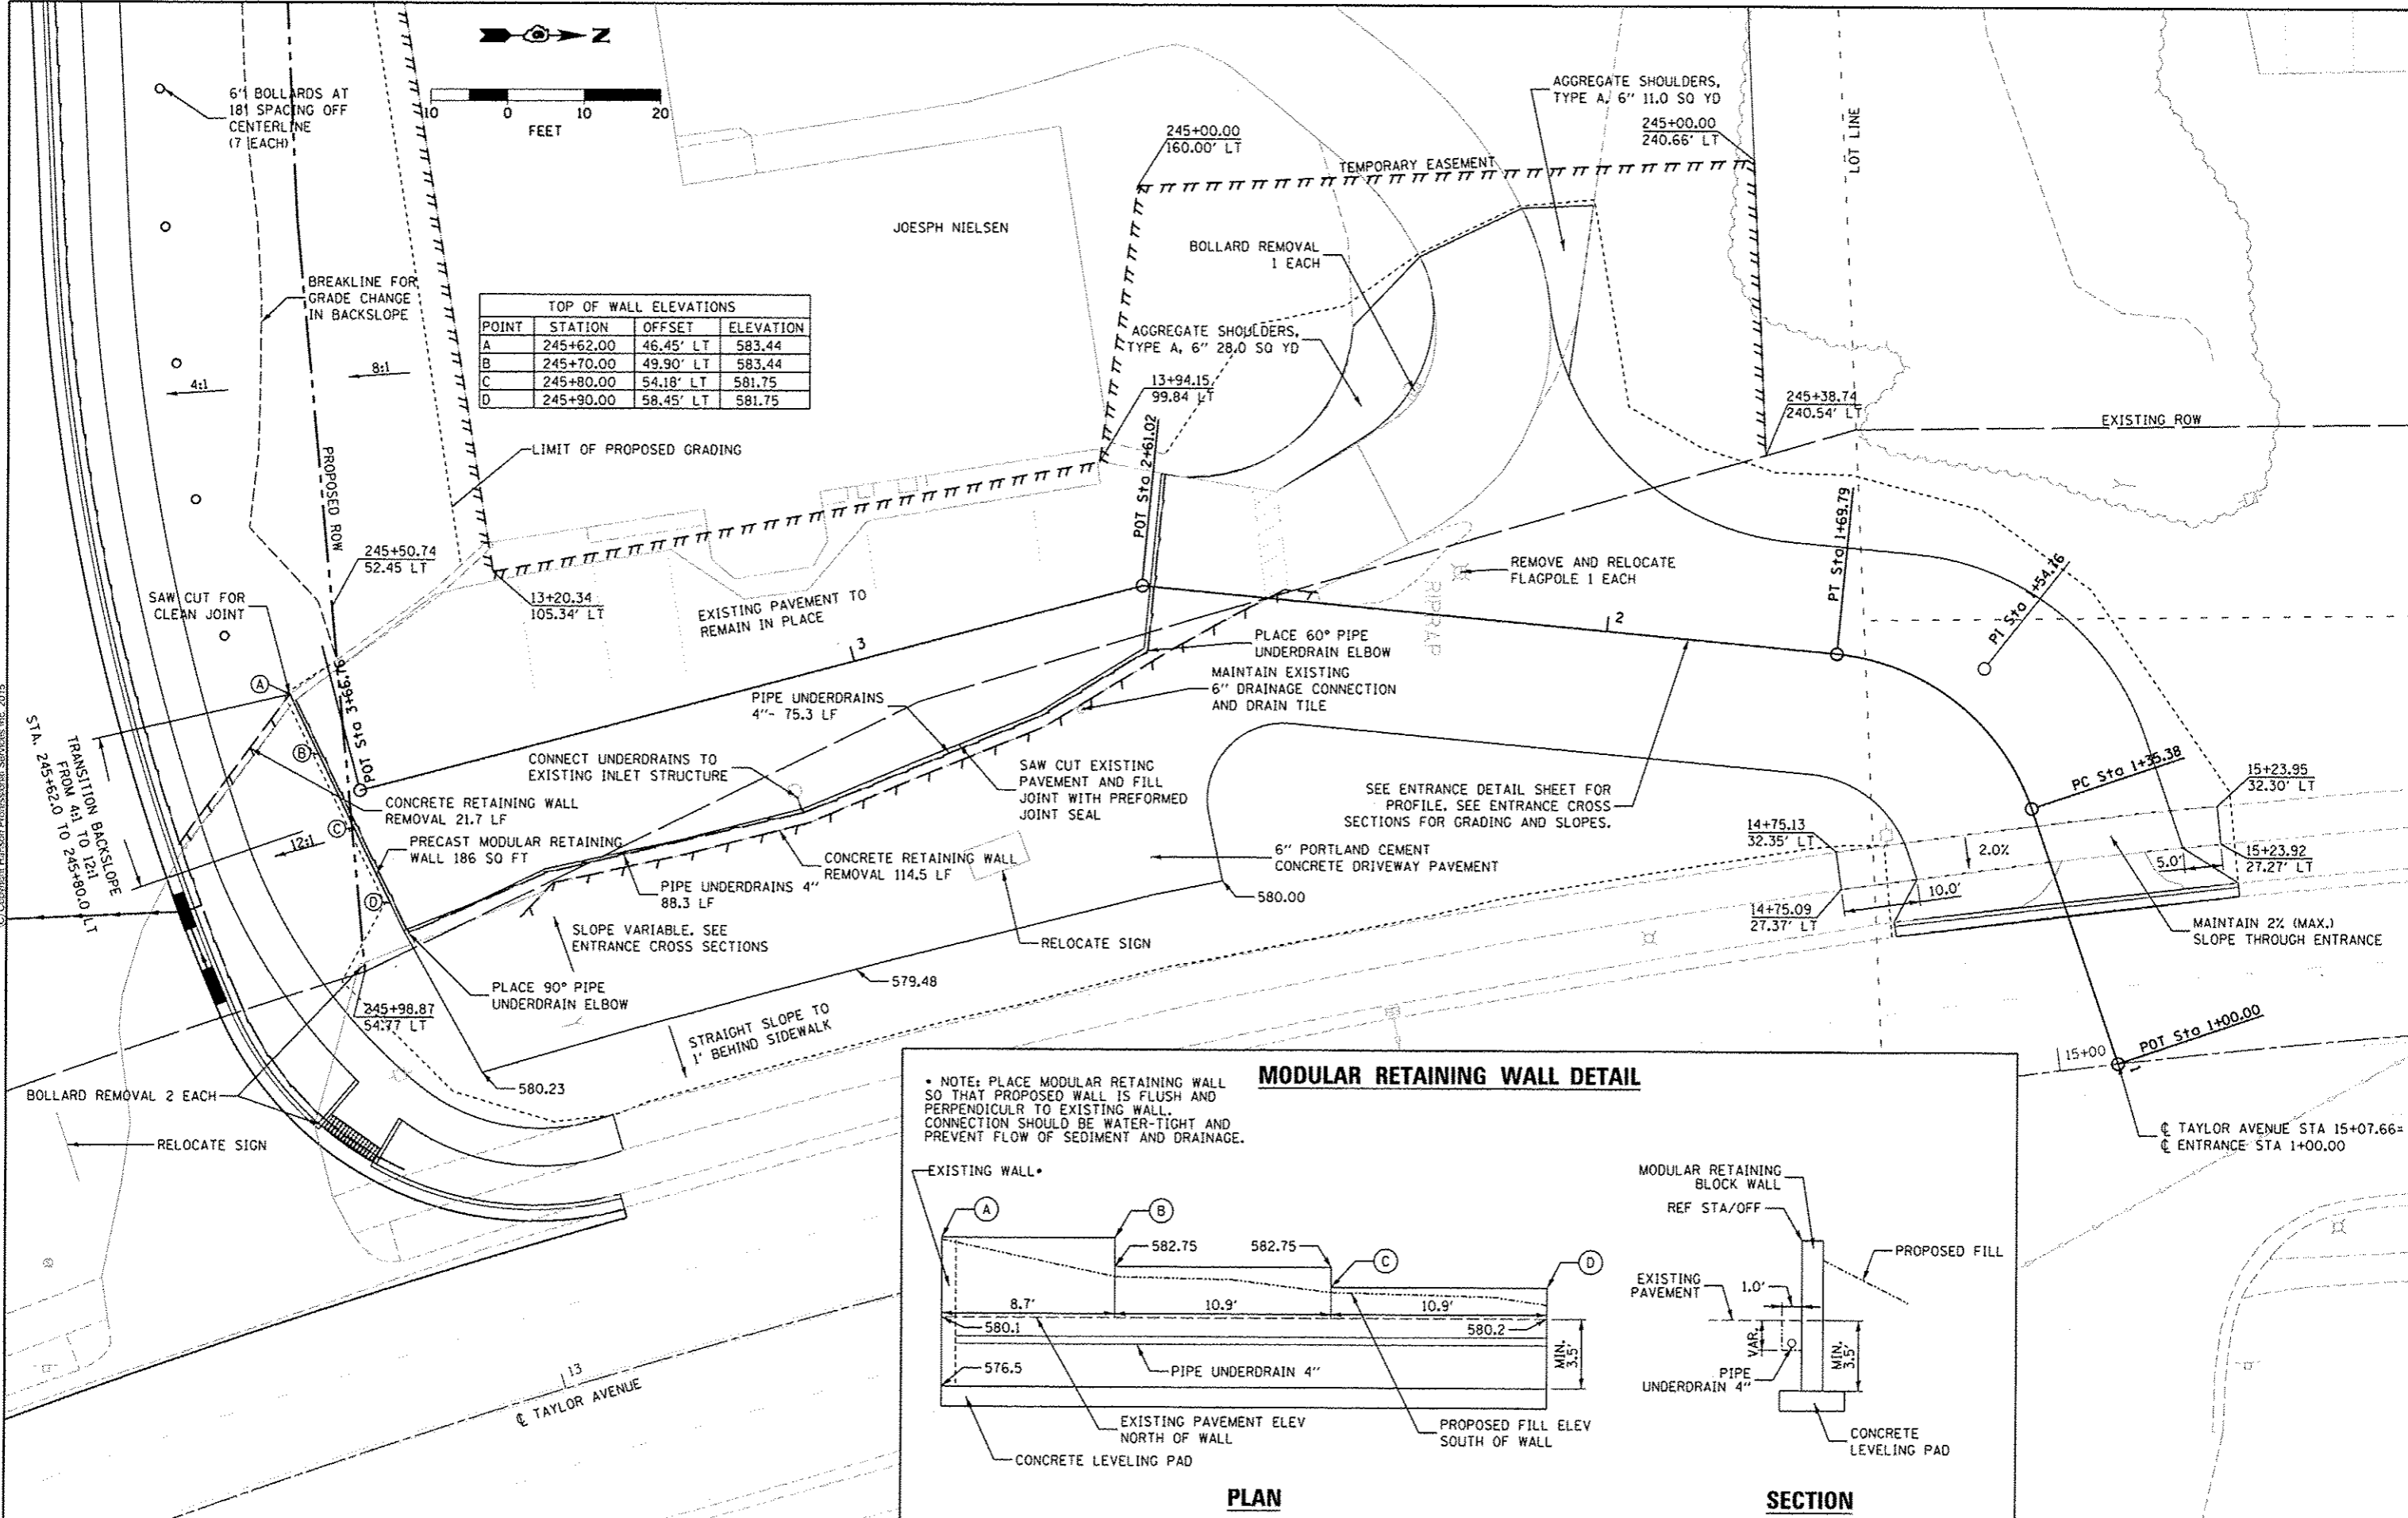 N
10 0 10 20
FEET
6" BOLLARDS AT
18' SPACING OFF
CENTERLINE
(7 EACH)
BREAKLINE FOR
GRADE CHANGE
IN BACKSLOPE
4:1
8:1
PROPOSED ROW
LIMIT OF PROPOSED GRADING
TOP OF WALL ELEVATIONS
POINT STATION OFFSET ELEVATION
A 245+62.00 46.45' LT 583.44
B 245+70.00 49.90' LT 583.44
C 245+80.00 54.18' LT 581.75
D 245+90.00 58.45' LT 581.75
JOESPH NIELSEN
245+00.00
160.00' LT
TEMPORARY EASEMENT
AGGREGATE SHOULDERS,
TYPE A, 6" 11.0 SQ YD
245+00.00
240.66' LT
LOT LINE
BOLLARD REMOVAL
1 EACH
AGGREGATE SHOULDERS,
TYPE A, 6" 28.0 SQ YD
13+94.15
99.84 LT
POT Sta 2+61.02
245+38.74
240.54' LT
EXISTING ROW
245+50.74
52.45 LT
SAW CUT FOR
CLEAN JOINT
13+20.34
105.34' LT
EXISTING PAVEMENT TO
REMAIN IN PLACE
REMOVE AND RELOCATE
FLAGPOLE 1 EACH
RIPRAP
PT Sta 1+69.79
PI Sta 1+54.16
3
2
PLACE 60° PIPE
UNDERDRAIN ELBOW
MAINTAIN EXISTING
6" DRAINAGE CONNECTION
AND DRAIN TILE
A
B
C
D
POT Sta 3+66.75
PIPE UNDERDRAINS
4"- 75.3 LF
CONNECT UNDERDRAINS TO
EXISTING INLET STRUCTURE
SAW CUT EXISTING
PAVEMENT AND FILL
JOINT WITH PREFORMED
JOINT SEAL
CONCRETE RETAINING WALL
REMOVAL 21.7 LF
PRECAST MODULAR RETAINING
WALL 186 SQ FT
TRANSITION BACKSLOPE
FROM 4:1 TO 12:1
STA. 245+62.0 TO 245+80.0 LT
12:1
PIPE UNDERDRAINS 4"
88.3 LF
CONCRETE RETAINING WALL
REMOVAL 114.5 LF
SEE ENTRANCE DETAIL SHEET FOR
PROFILE. SEE ENTRANCE CROSS
SECTIONS FOR GRADING AND SLOPES.
6" PORTLAND CEMENT
CONCRETE DRIVEWAY PAVEMENT
PC Sta 1+35.38
15+23.95
32.30' LT
14+75.13
32.35' LT
2.0%
5.0'
15+23.92
27.27' LT
10.0'
14+75.09
27.37' LT
MAINTAIN 2% (MAX.)
SLOPE THROUGH ENTRANCE
580.00
RELOCATE SIGN
SLOPE VARIABLE. SEE
ENTRANCE CROSS SECTIONS
PLACE 90° PIPE
UNDERDRAIN ELBOW
579.48
245+98.87
54.77 LT
STRAIGHT SLOPE TO
1' BEHIND SIDEWALK
580.23
BOLLARD REMOVAL 2 EACH
RELOCATE SIGN
15+00
POT Sta 1+00.00
1
℄ TAYLOR AVENUE STA 15+07.66=
℄ ENTRANCE STA 1+00.00
13
℄ TAYLOR AVENUE
MODULAR RETAINING WALL DETAIL
• NOTE: PLACE MODULAR RETAINING WALL
SO THAT PROPOSED WALL IS FLUSH AND
PERPENDICULR TO EXISTING WALL.
CONNECTION SHOULD BE WATER-TIGHT AND
PREVENT FLOW OF SEDIMENT AND DRAINAGE.
EXISTING WALL•
A
B
582.75
582.75
C
D
8.7'
10.9'
10.9'
580.1
580.2
576.5
PIPE UNDERDRAIN 4"
MIN.
3.5'
EXISTING PAVEMENT ELEV
NORTH OF WALL
PROPOSED FILL ELEV
SOUTH OF WALL
CONCRETE LEVELING PAD
PLAN
MODULAR RETAINING
BLOCK WALL
REF STA/OFF
PROPOSED FILL
EXISTING
PAVEMENT
1.0'
VAR.
MIN.
3.5'
PIPE
UNDERDRAIN 4"
CONCRETE
LEVELING PAD
SECTION